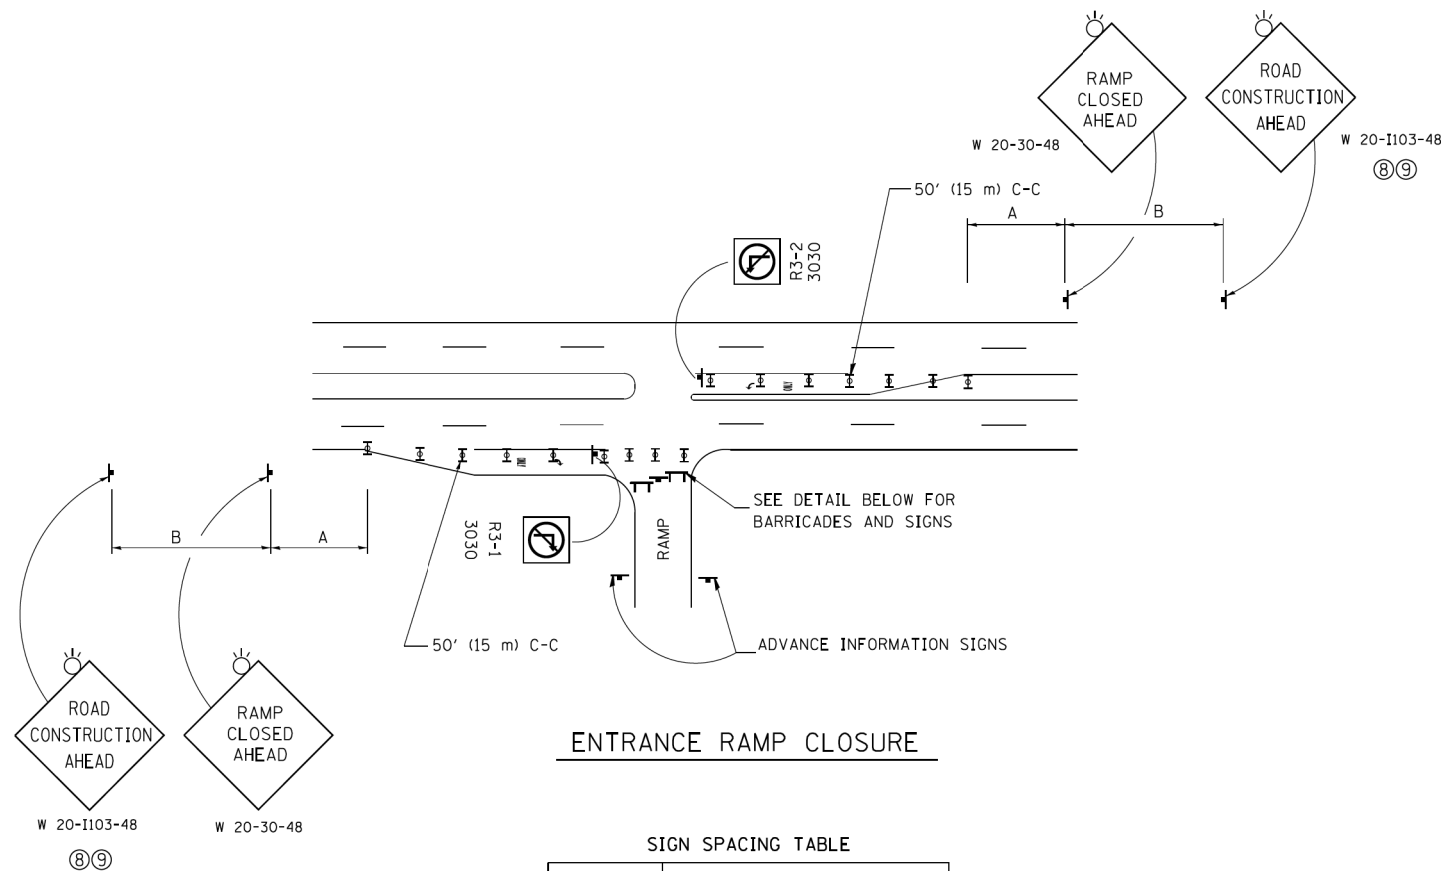 RAMP
CLOSED
AHEAD
W 20-30-48
ROAD
CONSTRUCTION
AHEAD
W 20-I103-48
⑧⑨
50' (15 m) C-C
A
B
R3-2
3030
SEE DETAIL BELOW FOR
BARRICADES AND SIGNS
RAMP
R3-1
3030
B
A
50' (15 m) C-C
ADVANCE INFORMATION SIGNS
ROAD
CONSTRUCTION
AHEAD
W 20-I103-48
⑧⑨
RAMP
CLOSED
AHEAD
W 20-30-48
ENTRANCE RAMP CLOSURE
SIGN SPACING TABLE